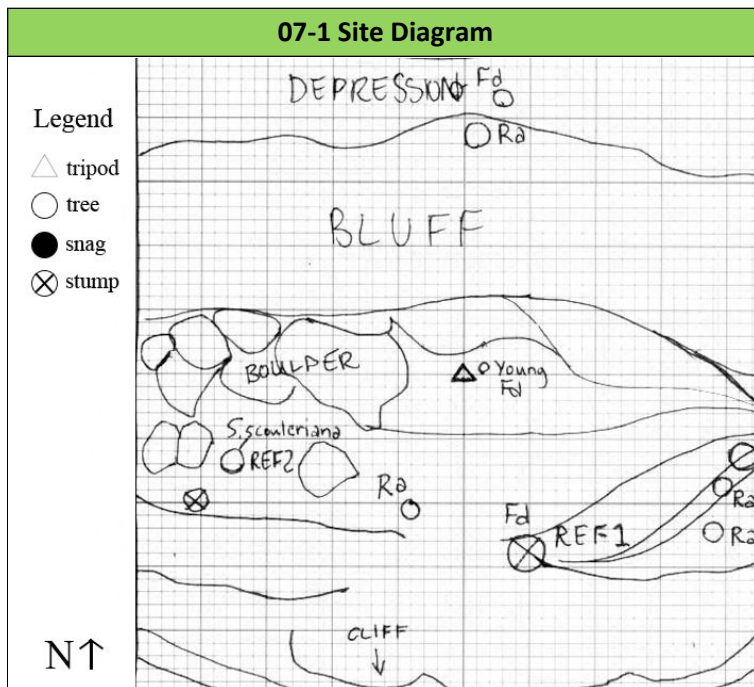 07-1 Site Diagram
Legend
tripod
tree
snag
stump
N↑
DEPRESSION
Fd
Ra
BLUFF
BOULDER
Young
Fd
S.scouleriana
REF2
Ra
Fd
REF1
Ra
Ra
CLIFF
↓